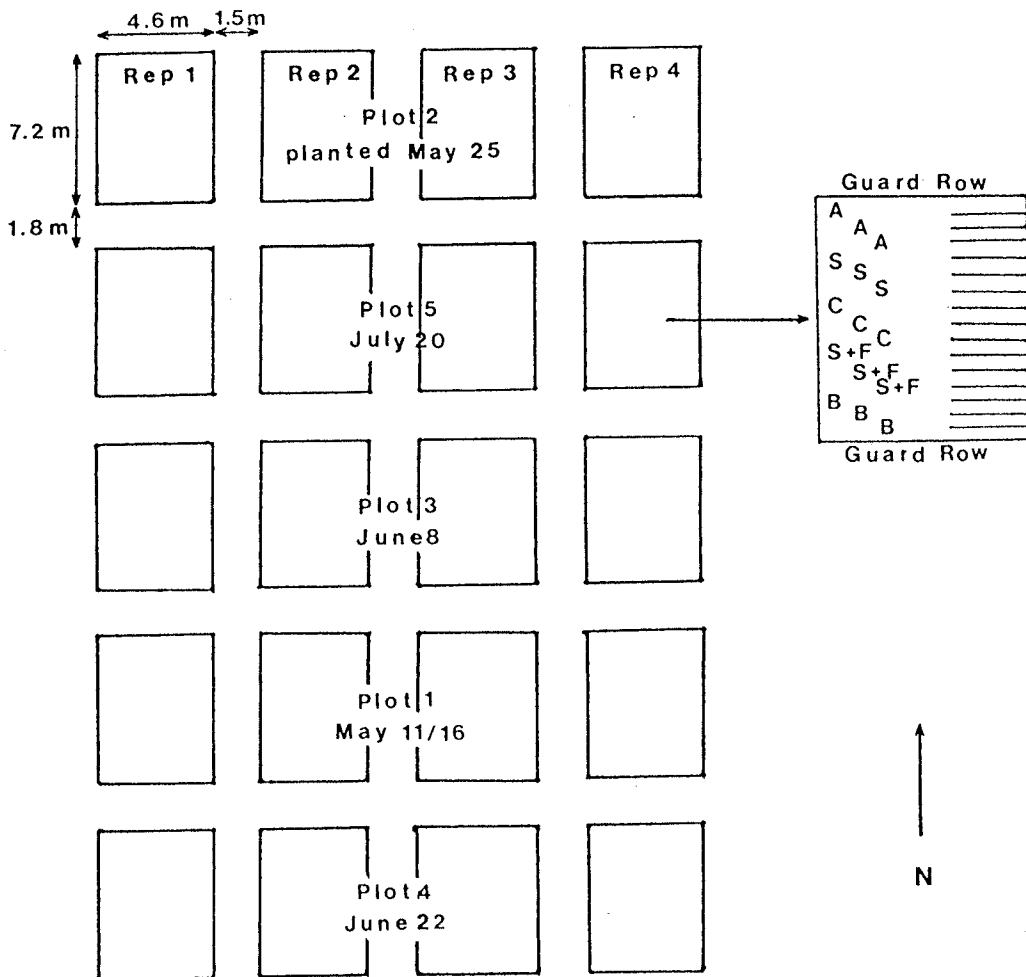 4.6 m 1.5 m
Rep 1 Rep 2 Rep 3 Rep 4
7.2 m
Plot 2
planted May 25
1.8 m
Plot 5
July 20
Plot 3
June 8
Plot 1
May 11/16
Plot 4
June 22
Guard Row
A
A
A
S
S
S
C
C
C
S+F
S+F
S+F
B
B
B
Guard Row
N